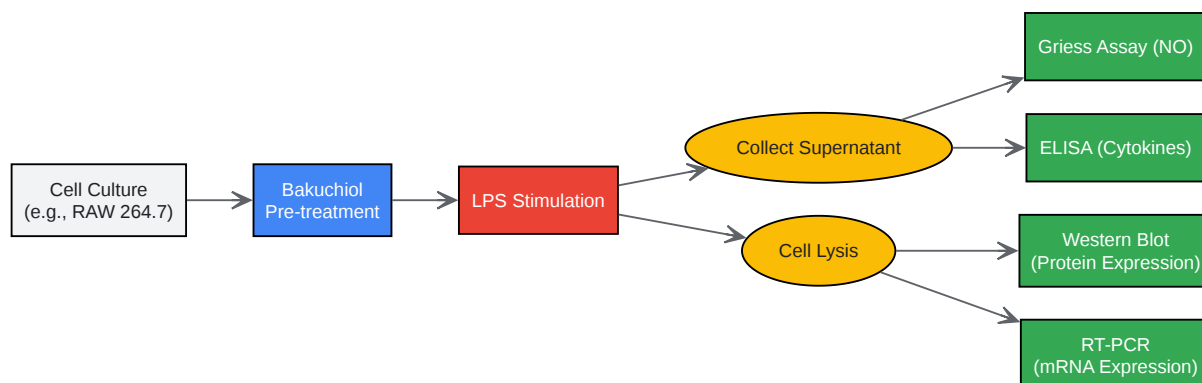 Cell Culture
(e.g., RAW 264.7)
Bakuchiol
Pre-treatment
LPS Stimulation
Collect Supernatant
Cell Lysis
Griess Assay (NO)
ELISA (Cytokines)
Western Blot
(Protein Expression)
RT-PCR
(mRNA Expression)